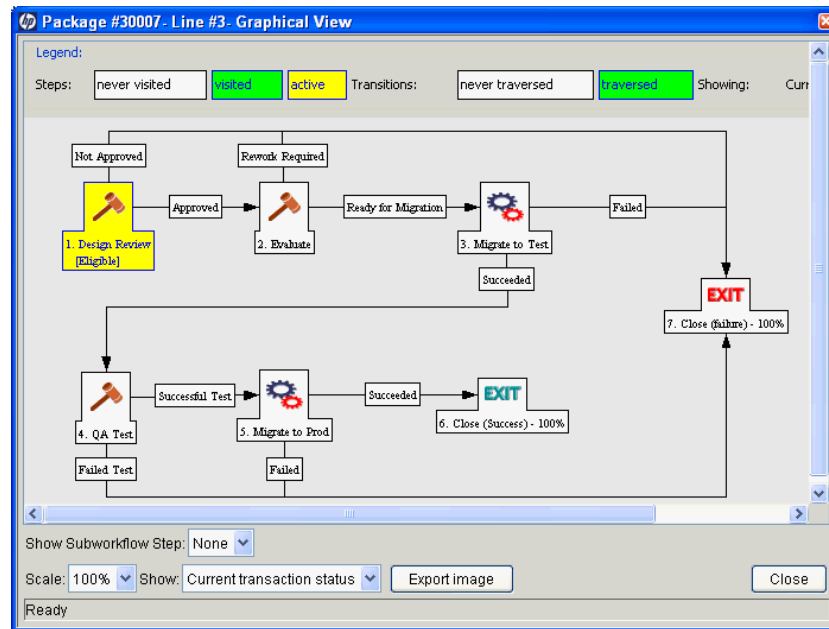 hp Package #30007- Line #3- Graphical View
Legend:
Steps: never visited visited active Transitions: never traversed traversed Showing: Curr
Not Approved Rework Required
Approved Ready for Migration Failed
1. Design Review
[Eligible]
2. Evaluate
3. Migrate to Test
Succeeded
EXIT
7. Close (failure) - 100%
Successful Test Succeeded
EXIT
4. QA Test
5. Migrate to Prod
6. Close (Success) - 100%
Failed Test Failed
Show Subworkflow Step: None
Scale: 100% Show: Current transaction status Export image Close
Ready